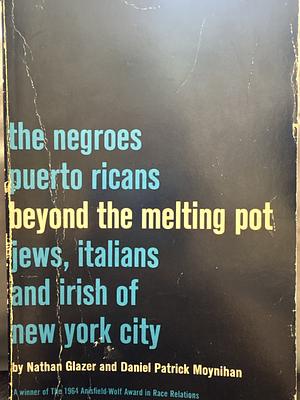 the negroes
puerto ricans
beyond the melting pot
jews, italians
and irish of
new york city
by Nathan Glazer and Daniel Patrick Moynihan
A winner of The 1964 Anisfield-Wolf Award in Race Relations